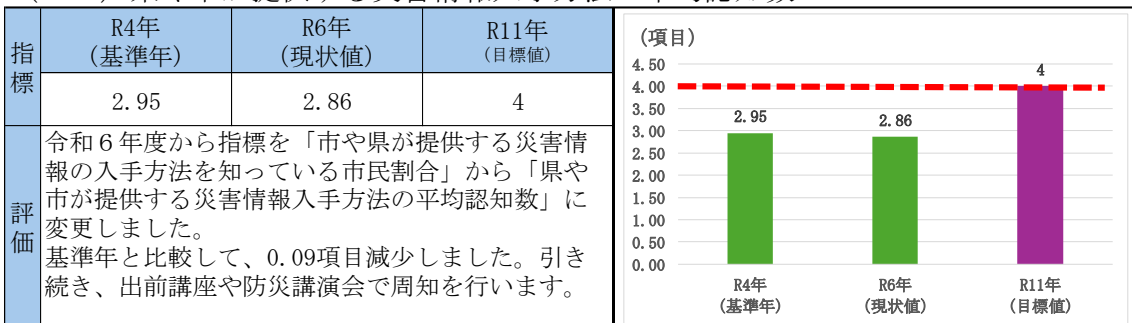 指標
R4年
(基準年)
R6年
(現状値)
R11年
(目標値)
2.95
2.86
4
評価
令和６年度から指標を「市や県が提供する災害情
報の入手方法を知っている市民割合」から「県や
市が提供する災害情報入手方法の平均認知数」に
変更しました。
基準年と比較して、0.09項目減少しました。引き
続き、出前講座や防災講演会で周知を行います。
(項目)
4.50
4.00
3.50
3.00
2.50
2.00
1.50
1.00
0.50
0.00
2.95
2.86
4
R4年
(基準年)
R6年
(現状値)
R11年
(目標値)